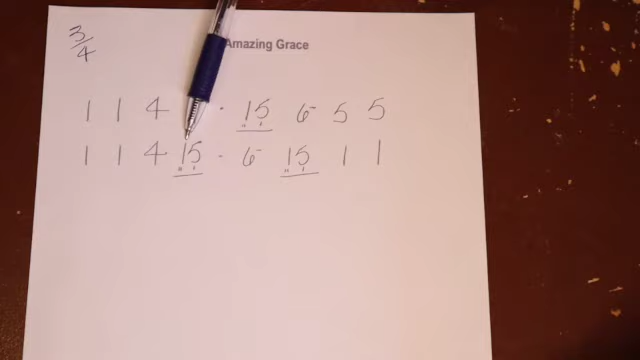 3/4
Amazing Grace
1 1 4 - 15 6- 5 5
1 1 4 15 - 6- 15 1 1